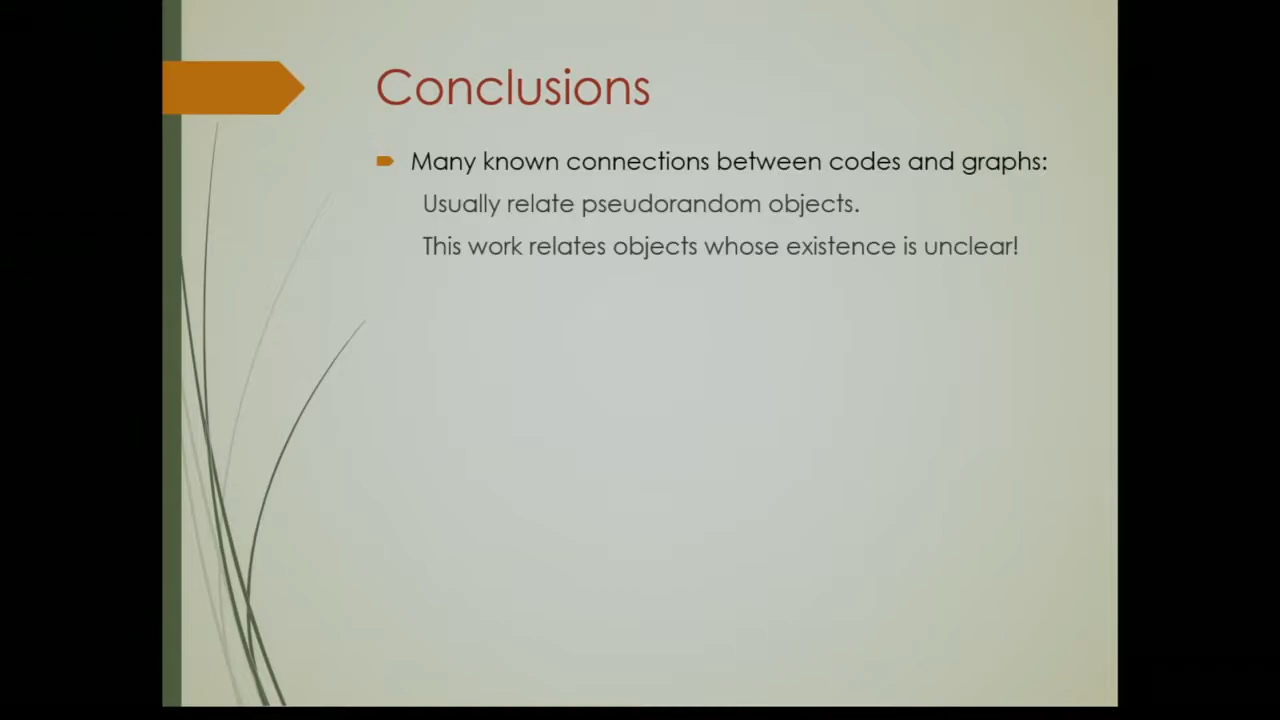 Conclusions
Many known connections between codes and graphs:
Usually relate pseudorandom objects.
This work relates objects whose existence is unclear!